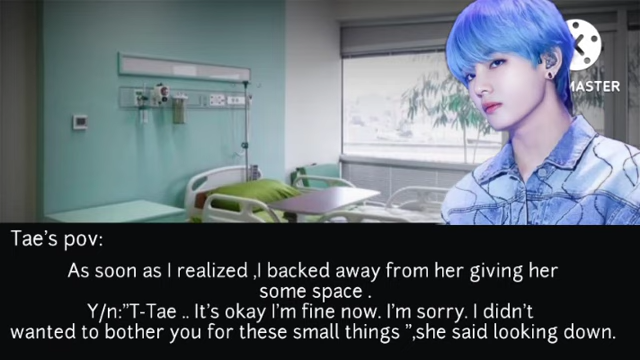 MASTER
Tae's pov:
As soon as I realized ,I backed away from her giving her
some space .
Y/n:"T-Tae .. It's okay I'm fine now. I'm sorry. I didn't
wanted to bother you for these small things ",she said looking down.